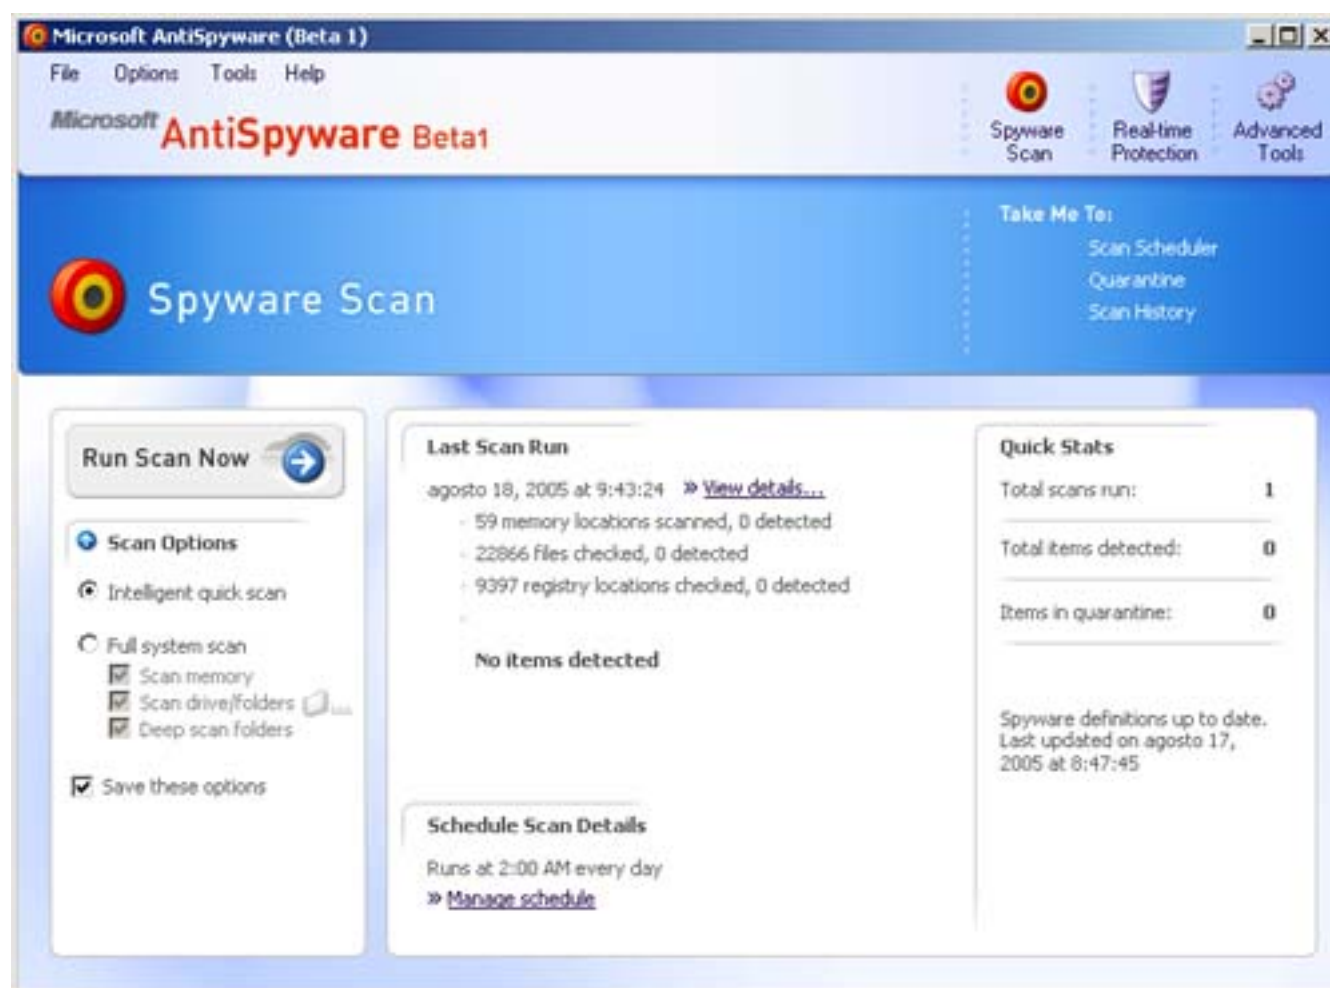 Microsoft AntiSpyware (Beta 1)
File Options Tools Help
Microsoft AntiSpyware Beta1
Spyware Scan
Real-time Protection
Advanced Tools
Take Me To:
Scan Scheduler
Quarantine
Scan History
Spyware Scan
Run Scan Now
Scan Options
Intelligent quick scan
Full system scan
Scan memory
Scan drive/folders ...
Deep scan folders
Save these options
Last Scan Run
agosto 18, 2005 at 9:43:24 » View details...
59 memory locations scanned, 0 detected
22866 files checked, 0 detected
9397 registry locations checked, 0 detected
No items detected
Schedule Scan Details
Runs at 2:00 AM every day
» Manage schedule
Quick Stats
Total scans run: 1
Total items detected: 0
Items in quarantine: 0
Spyware definitions up to date.
Last updated on agosto 17,
2005 at 8:47:45